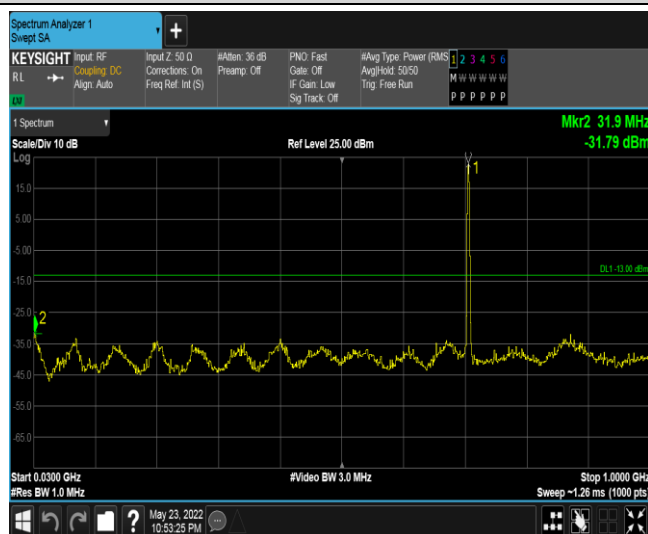 Spectrum Analyzer 1
Swept SA
+
KEYSIGHT
RL
LXI
Input: RF
Coupling: DC
Align: Auto
Input Z: 50 Ω
Corrections: On
Freq Ref: Int (S)
#Atten: 36 dB
Preamp: Off
PNO: Fast
Gate: Off
IF Gain: Low
Sig Track: Off
#Avg Type: Power (RMS
Avg|Hold: 50/50
Trig: Free Run
1 2 3 4 5 6
M W W W W W
P P P P P P
1 Spectrum
Mkr2 31.9 MHz
Scale/Div 10 dB
Ref Level 25.00 dBm
-31.79 dBm
Log
1
15.0
5.00
-5.00
DL1 -13.00 dBm
-15.0
-25.0
2
-35.0
-45.0
-55.0
-65.0
Start 0.0300 GHz
#Video BW 3.0 MHz
Stop 1.0000 GHz
#Res BW 1.0 MHz
Sweep ~1.26 ms (1000 pts)
?
May 23, 2022
10:53:25 PM